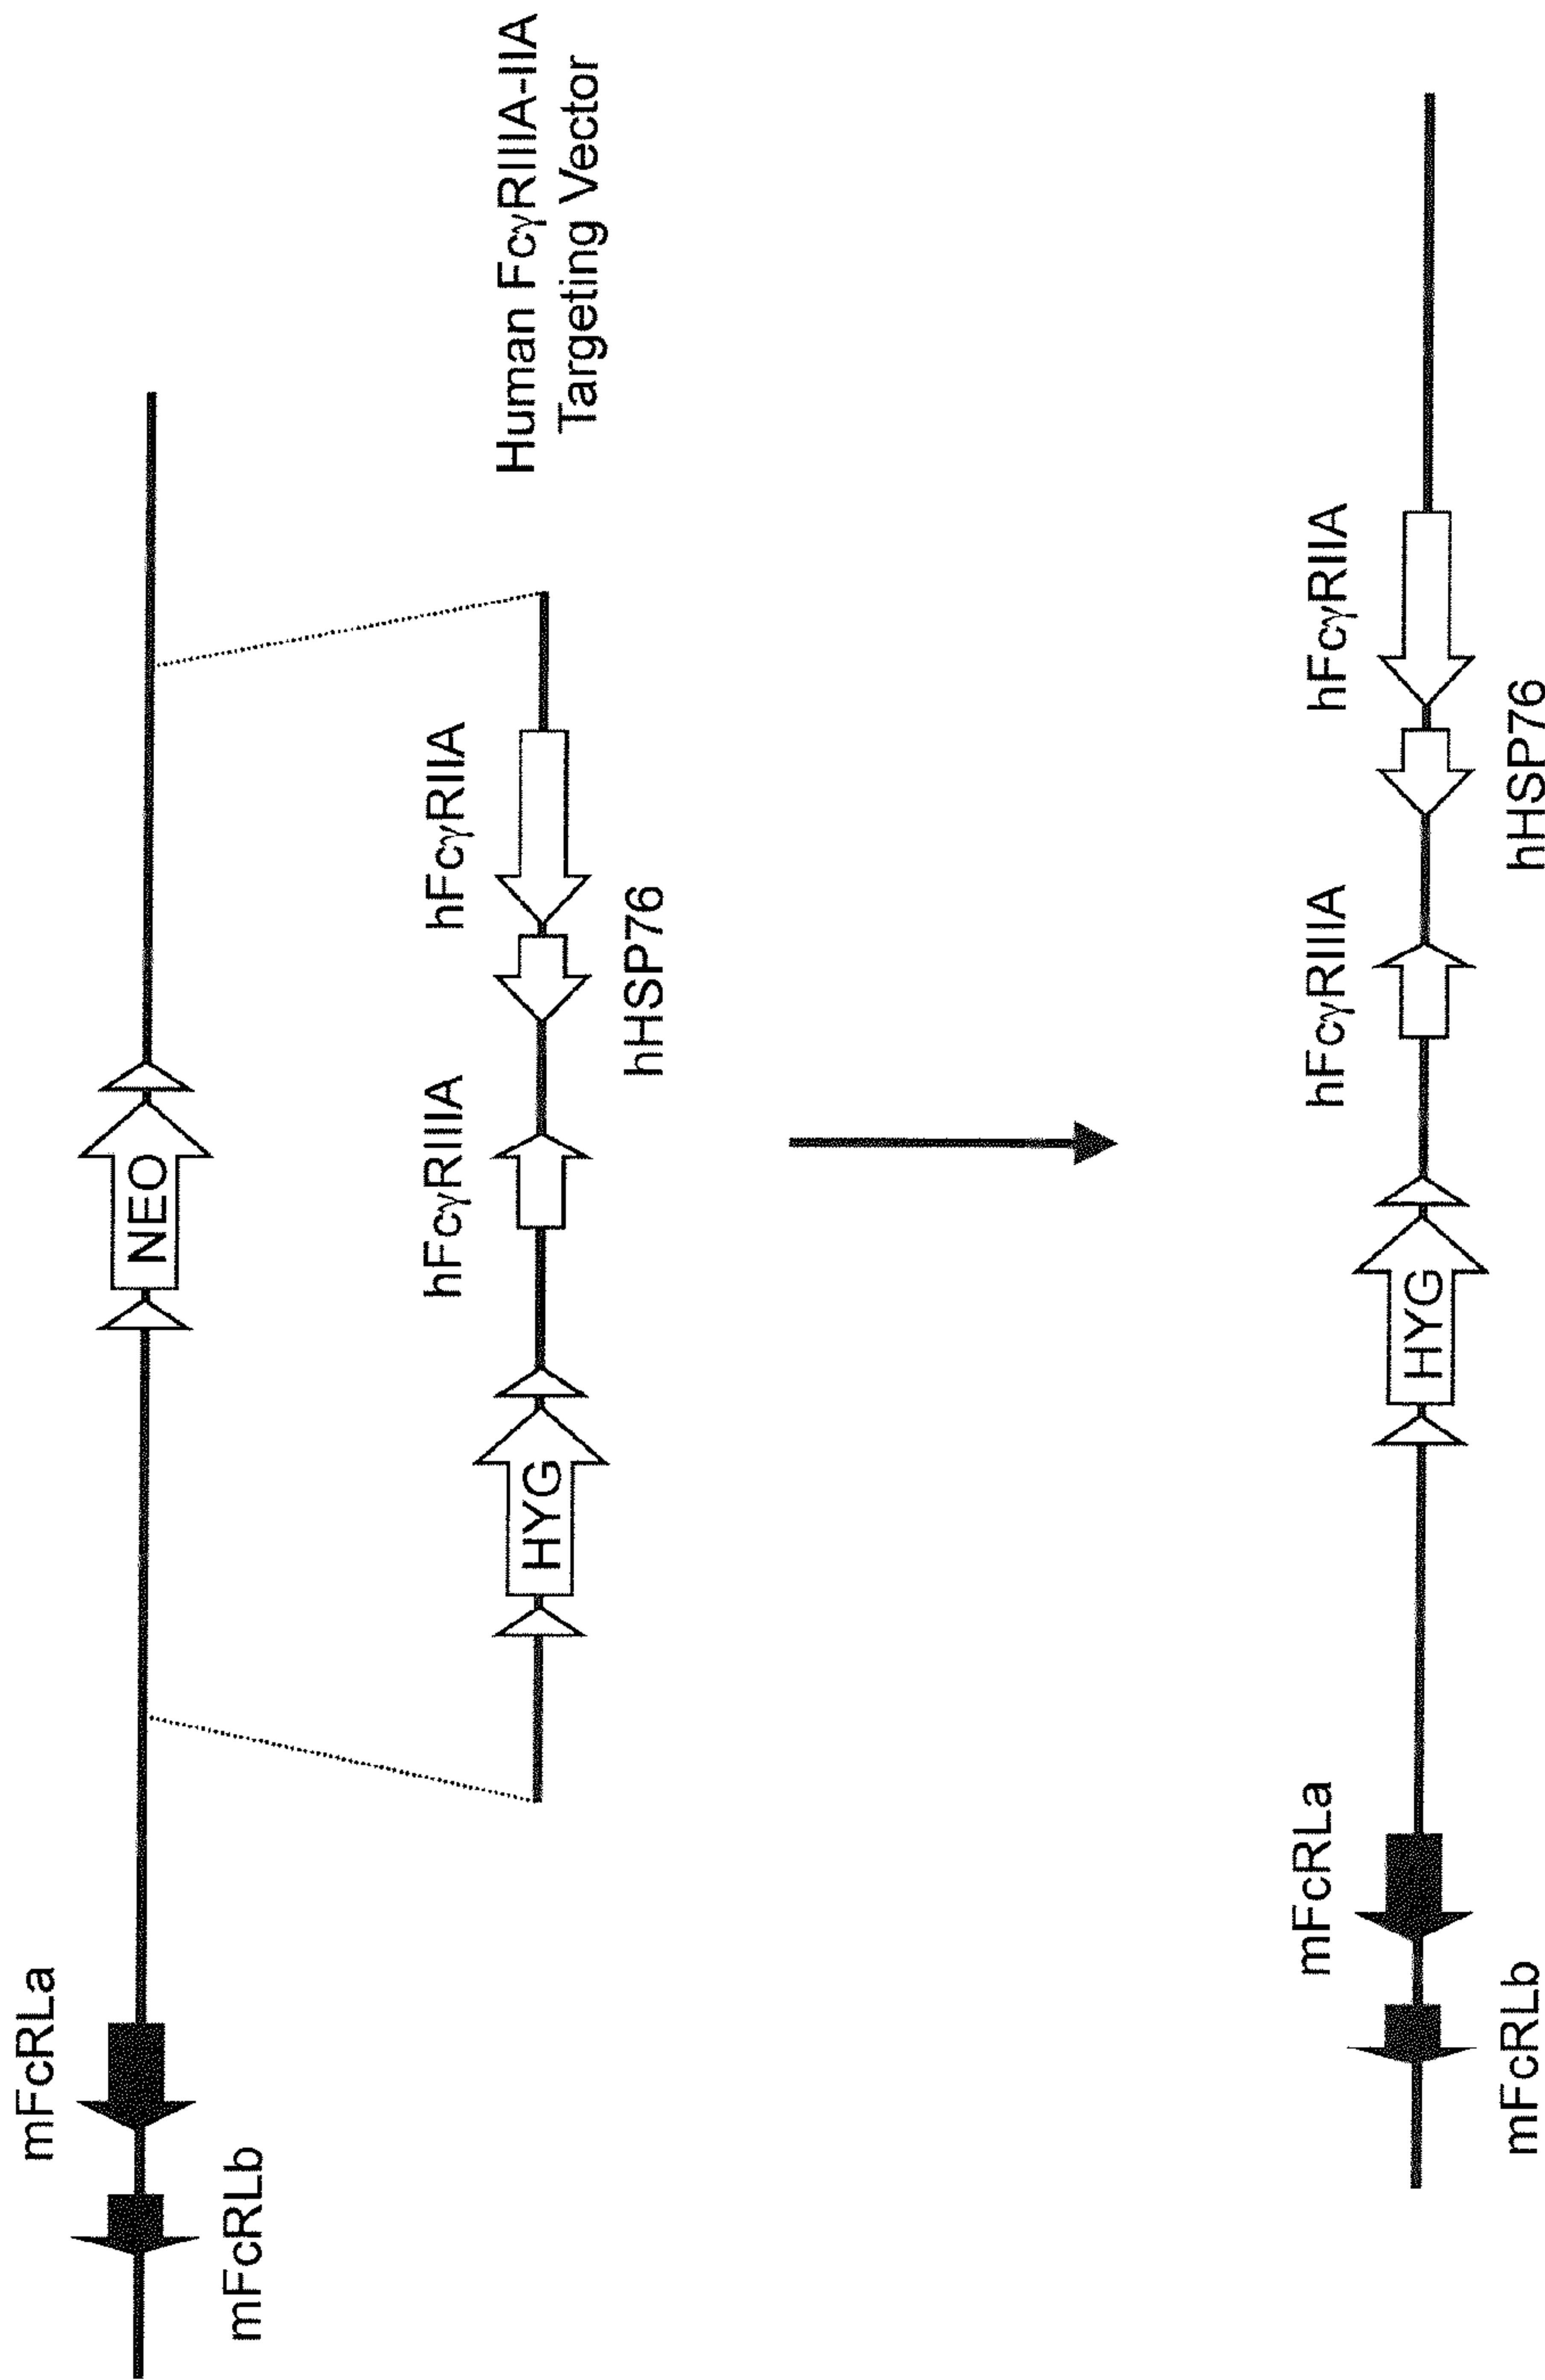 mFcRLa
mFcRLb
NEO
Human FcγRIIIA-IIA
Targeting Vector
HYG
hFcγRIIIA
hHSP76
hFcγRIIA
mFcRLa
mFcRLb
HYG
hFcγRIIIA
hHSP76
hFcγRIIA